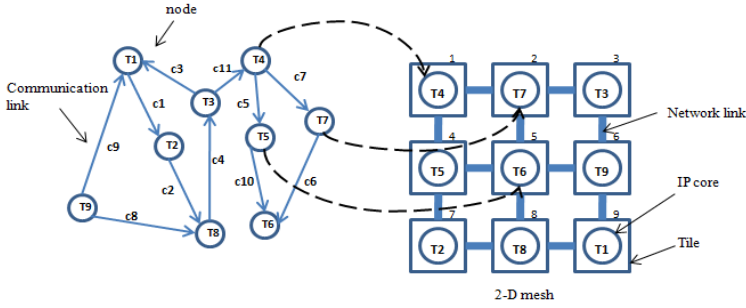 node
Communication
link
T1
c3
c11
T4
c7
T3
c1
c5
T7
T2
T5
c9
c4
c2
c10
c6
T9
c8
T8
T6
1
2
3
T4
T7
T3
Network link
4
5
6
T5
T6
T9
IP core
7
8
9
T2
T8
T1
Tile
2-D mesh